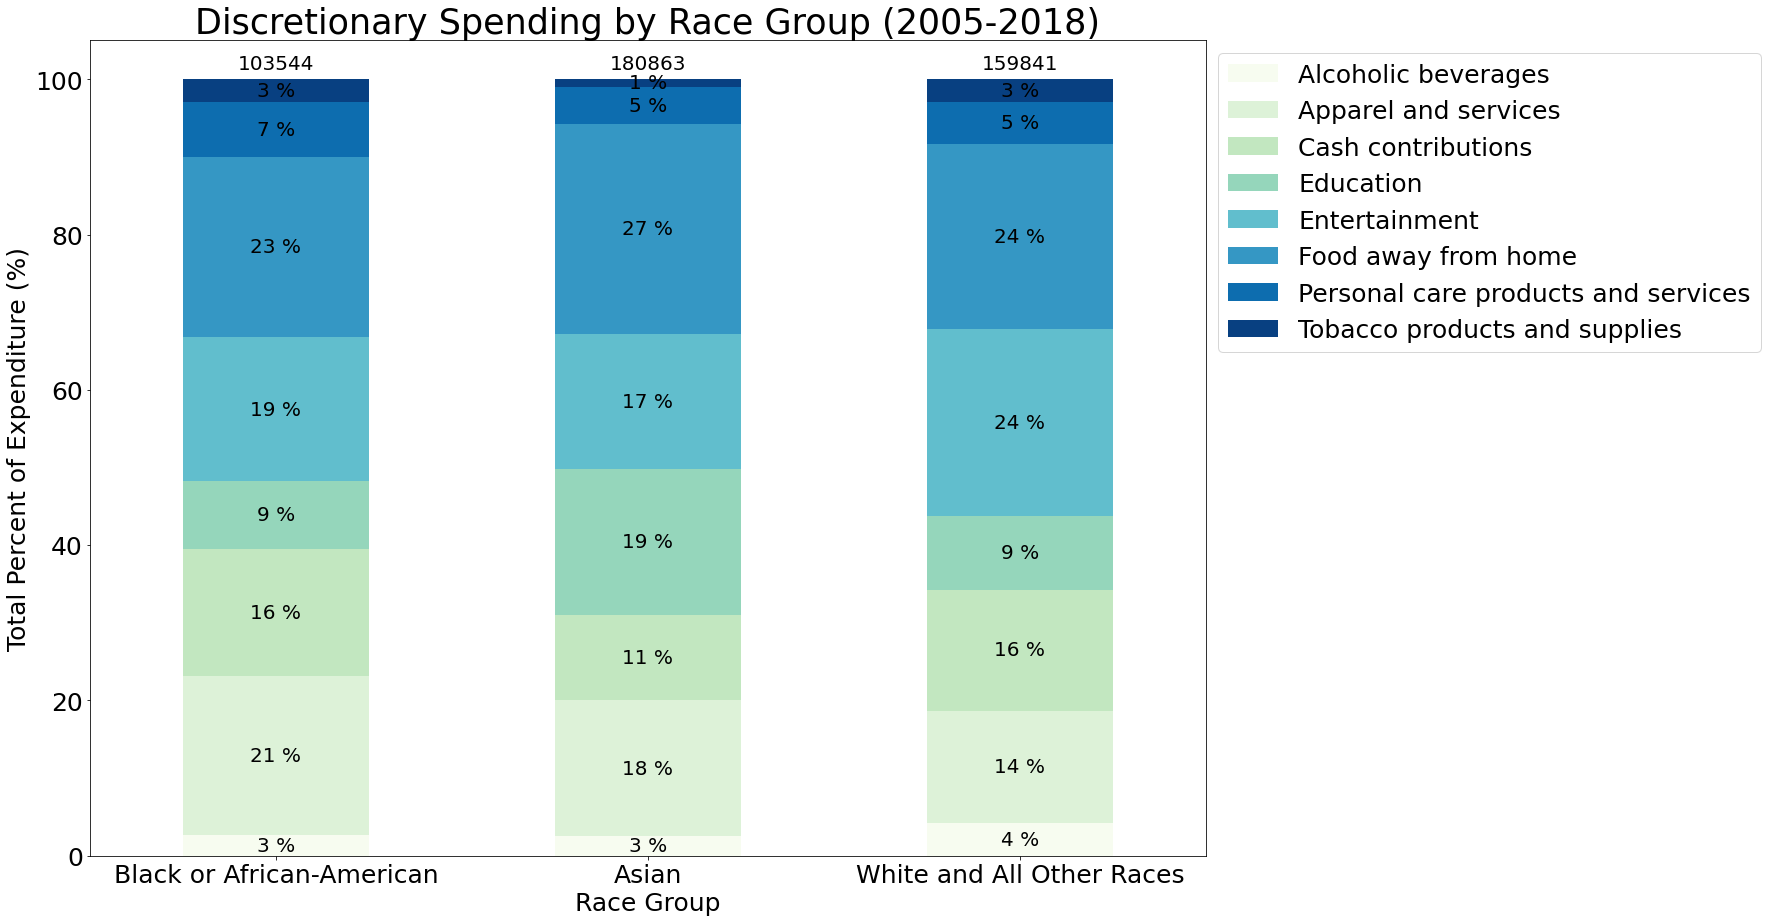 Discretionary Spending by Race Group (2005-2018)
103544
180863
159841
Total Percent of Expenditure (%)
100
80
60
40
20
0
3 %
7 %
23 %
19 %
9 %
16 %
21 %
3 %
1 %
5 %
27 %
17 %
19 %
11 %
18 %
3 %
3 %
5 %
24 %
24 %
9 %
16 %
14 %
4 %
Black or African-American
Asian
White and All Other Races
Race Group
Alcoholic beverages
Apparel and services
Cash contributions
Education
Entertainment
Food away from home
Personal care products and services
Tobacco products and supplies